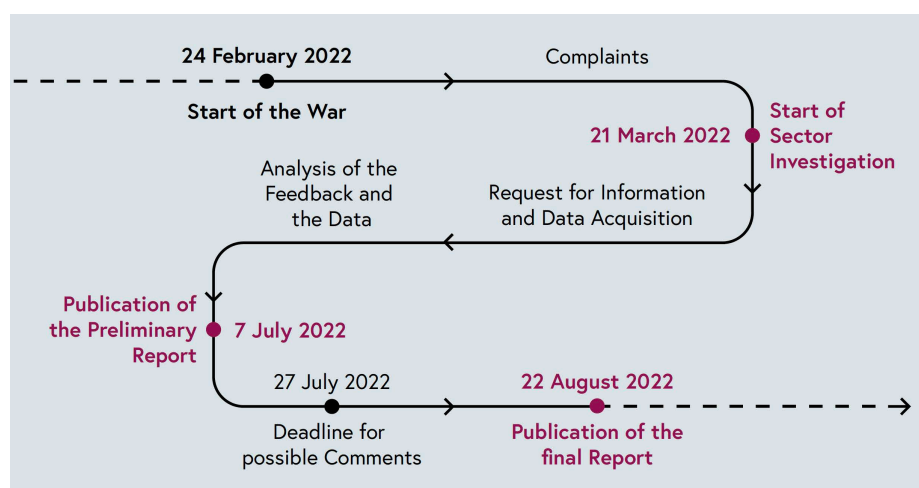 24 February 2022
Start of the War
Complaints
21 March 2022
Start of
Sector
Investigation
Request for Information
and Data Acquisition
Analysis of the
Feedback and
the Data
Publication of
the Preliminary
Report
7 July 2022
27 July 2022
Deadline for
possible Comments
22 August 2022
Publication of the
final Report